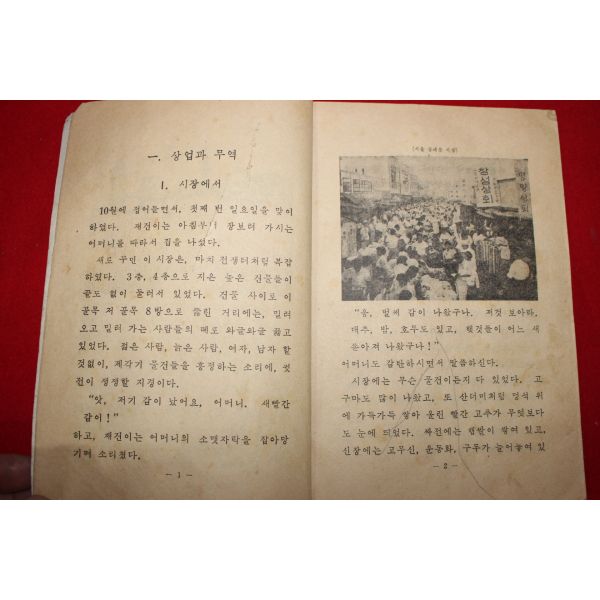 一. 상업과 무역
1. 시장에서
10월에 접어들면서, 첫째 번 일요일을 맞이
하였다. 재진이는 아침부터 장보러 가시는
어머니를 따라서 집을 나섰다.
새로 꾸민 이 시장은, 마치 전쟁터처럼 복잡
하였다. 3층, 4층으로 지은 높은 건물들이
끝도 없이 둘러서 있었다. 건물 사이로 이
골목 저 골목 8방으로 뚫린 거리에는, 밀려
오고 밀려 가는 사람들의 떼로 와글와글 끓고
있었다. 젊은 사람, 늙은 사람, 여자, 남자 할
것없이, 제각기 물건들을 흥정하는 소리에, 귓
전이 쟁쟁할 지경이다.
“앗, 저기 감이 났어요, 어머니. 새빨간
감이!”
하고, 재진이는 어머니의 소맷자락을 잡아당
기며 소리쳤다.
— 1 —
[서울 동대문 시장]
“응, 벌써 감이 나왔구나. 저것 보아라.
대추, 밤, 호두도 있고, 햇것들이 어느 새
쏟아져 나왔구나!”
어머니도 감탄하시면서 말씀하신다.
시장에는 무슨 물건이든지 다 있었다. 고
구마도 많이 나왔고, 또 산더미처럼 멍석 위
에 가득가득 쌓아 올린 빨간 고추가 무엇보다
도 눈에 띄었다. 싸전에는 햅쌀이 쌓여 있고,
신장에는 고무신, 운동화, 구두가 늘어놓여 있
— 2 —